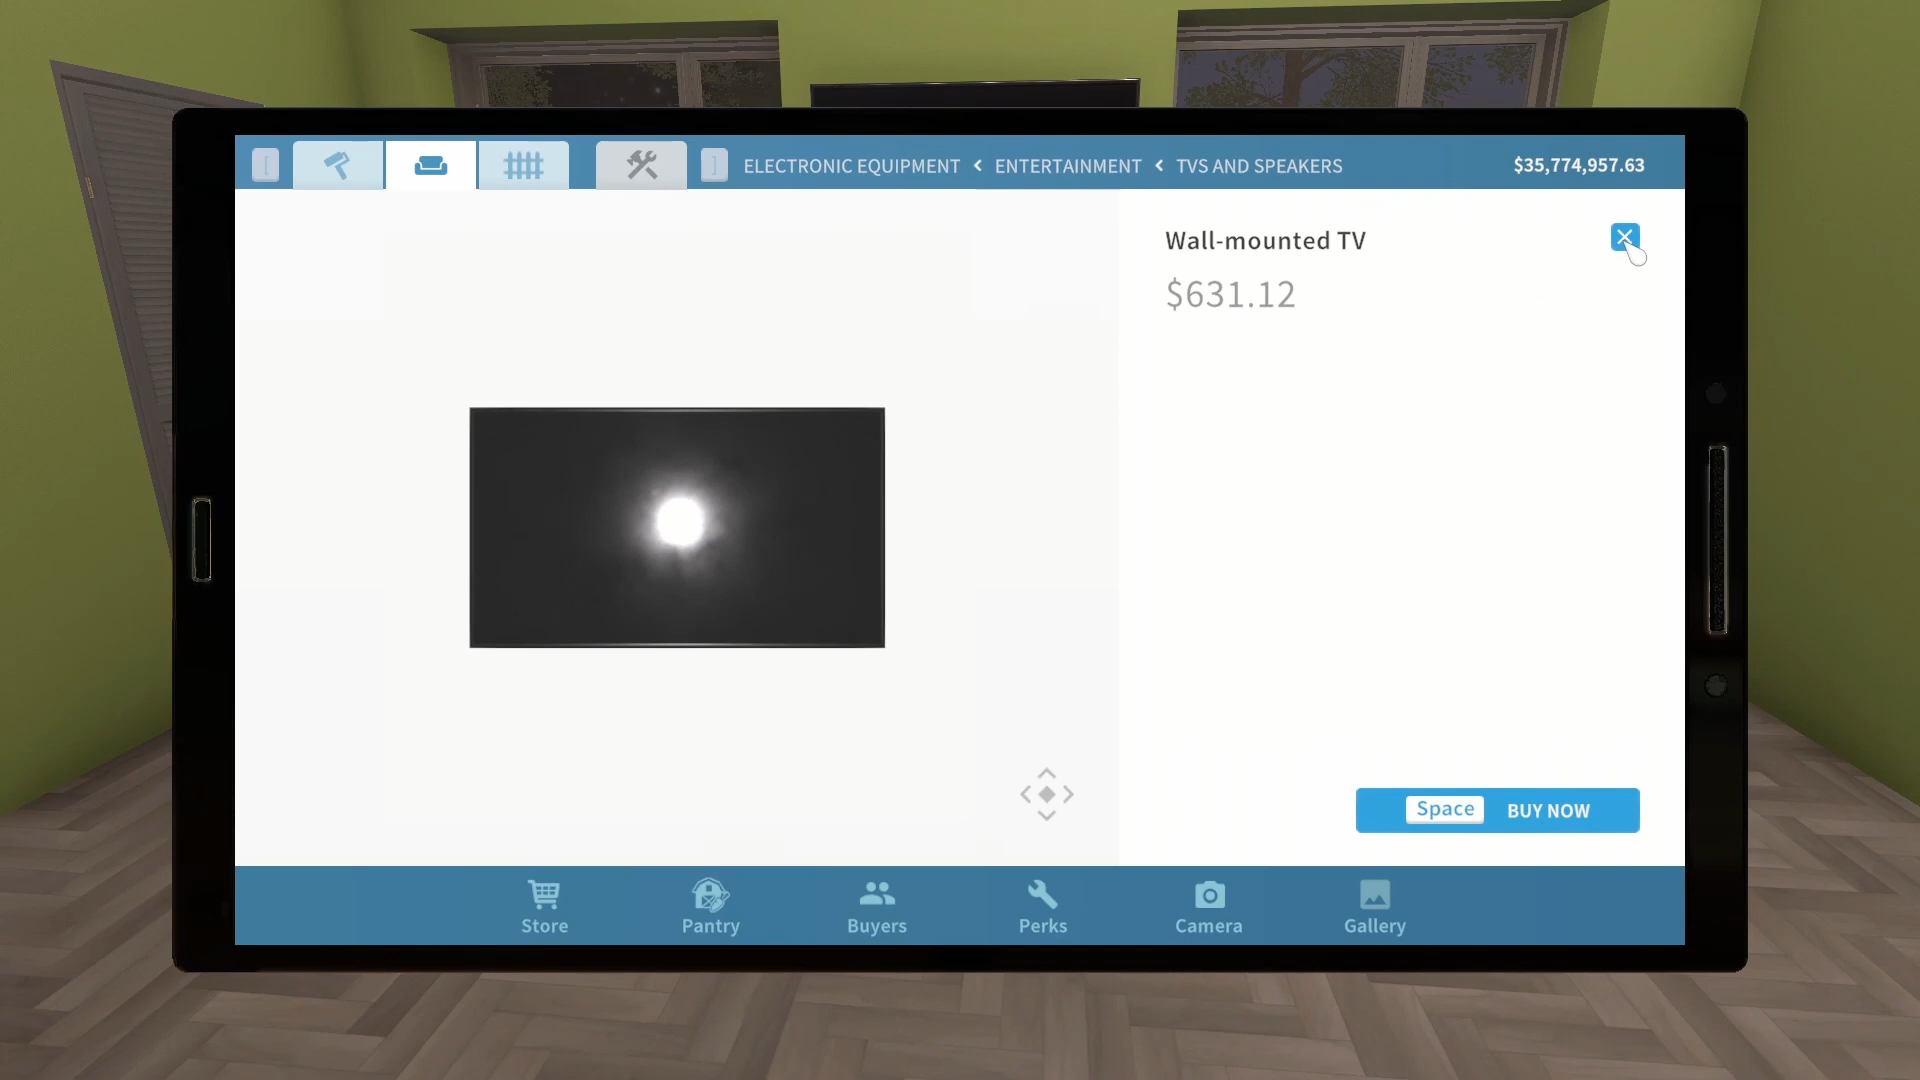 [
]
ELECTRONIC EQUIPMENT < ENTERTAINMENT < TVS AND SPEAKERS
$35,774,957.63
Wall-mounted TV
$631.12
Space BUY NOW
Store
Pantry
Buyers
Perks
Camera
Gallery